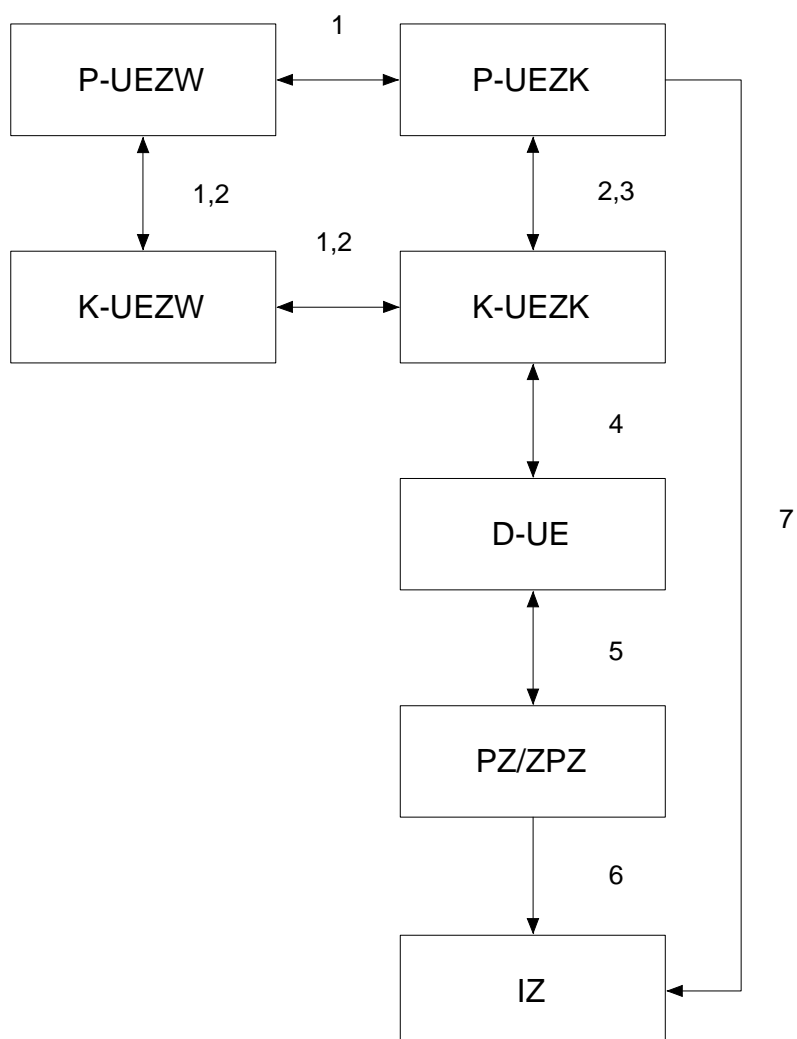 1
P-UEZW
P-UEZK
1,2
2,3
1,2
K-UEZW
K-UEZK
4
D-UE
7
5
PZ/ZPZ
6
IZ